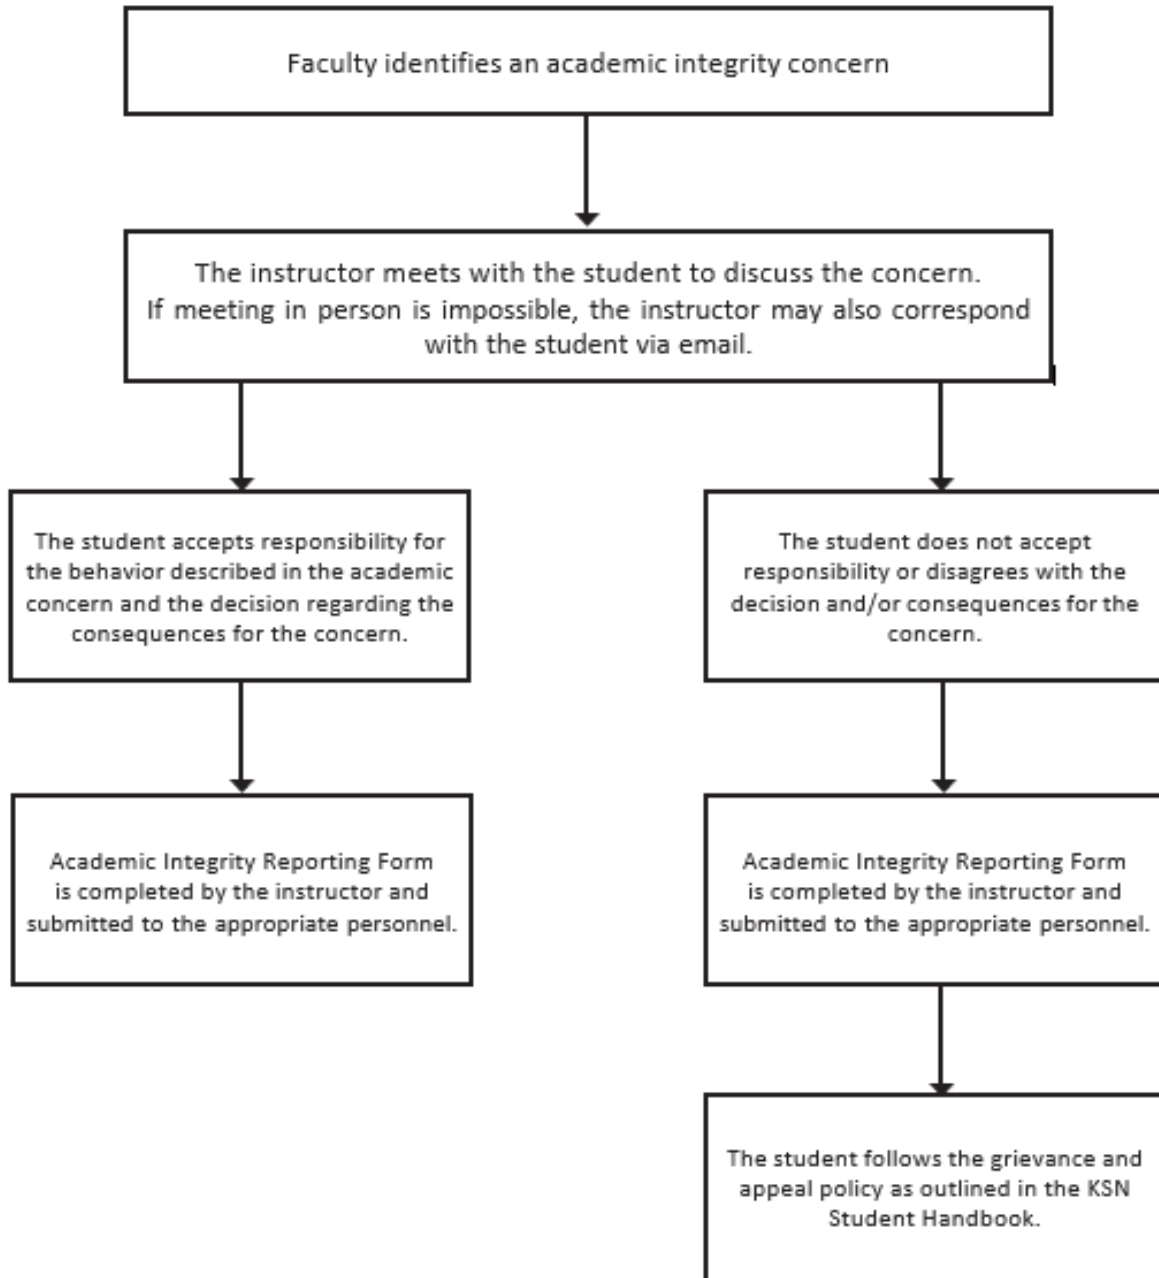 Faculty identifies an academic integrity concern
The instructor meets with the student to discuss the concern.
If meeting in person is impossible, the instructor may also correspond
with the student via email.
The student accepts responsibility for
the behavior described in the academic
concern and the decision regarding the
consequences for the concern.
The student does not accept
responsibility or disagrees with the
decision and/or consequences for the
concern.
Academic Integrity Reporting Form
is completed by the instructor and
submitted to the appropriate personnel.
Academic Integrity Reporting Form
is completed by the instructor and
submitted to the appropriate personnel.
The student follows the grievance and
appeal policy as outlined in the KSN
Student Handbook.